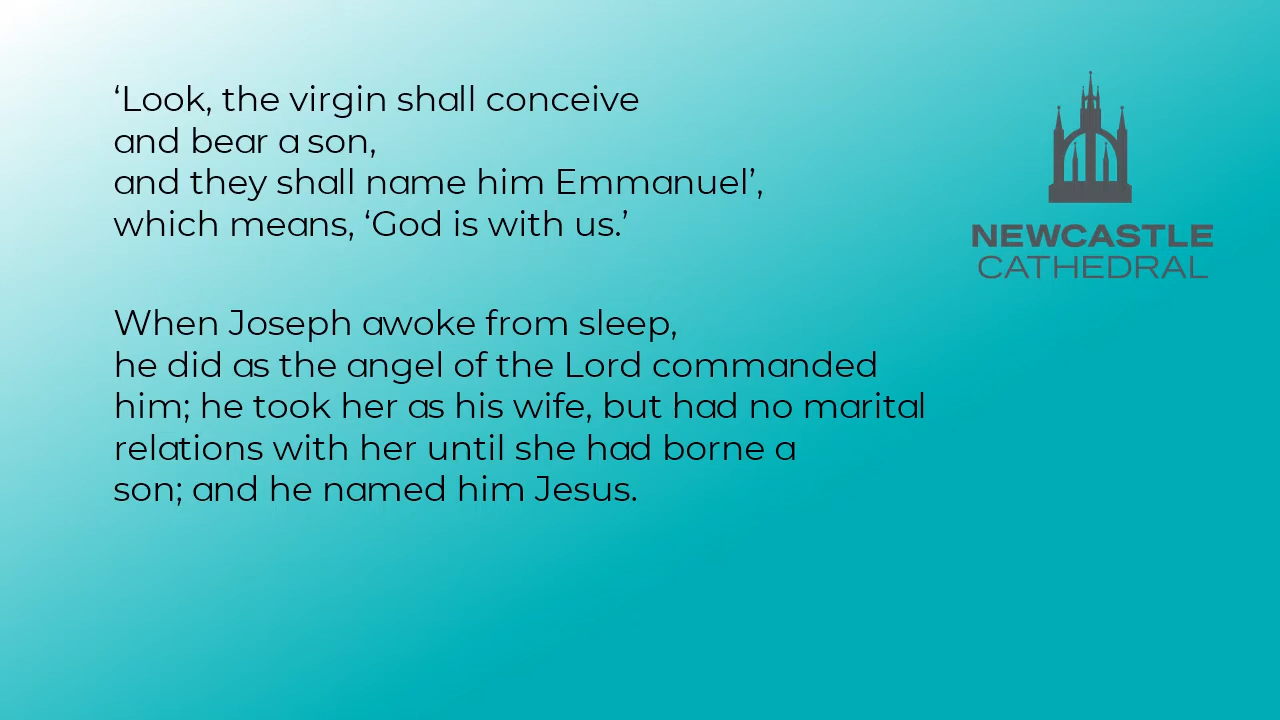 ‘Look, the virgin shall conceive
and bear a son,
and they shall name him Emmanuel’,
which means, ‘God is with us.’
When Joseph awoke from sleep,
he did as the angel of the Lord commanded
him; he took her as his wife, but had no marital
relations with her until she had borne a
son; and he named him Jesus.
NEWCASTLE
CATHEDRAL